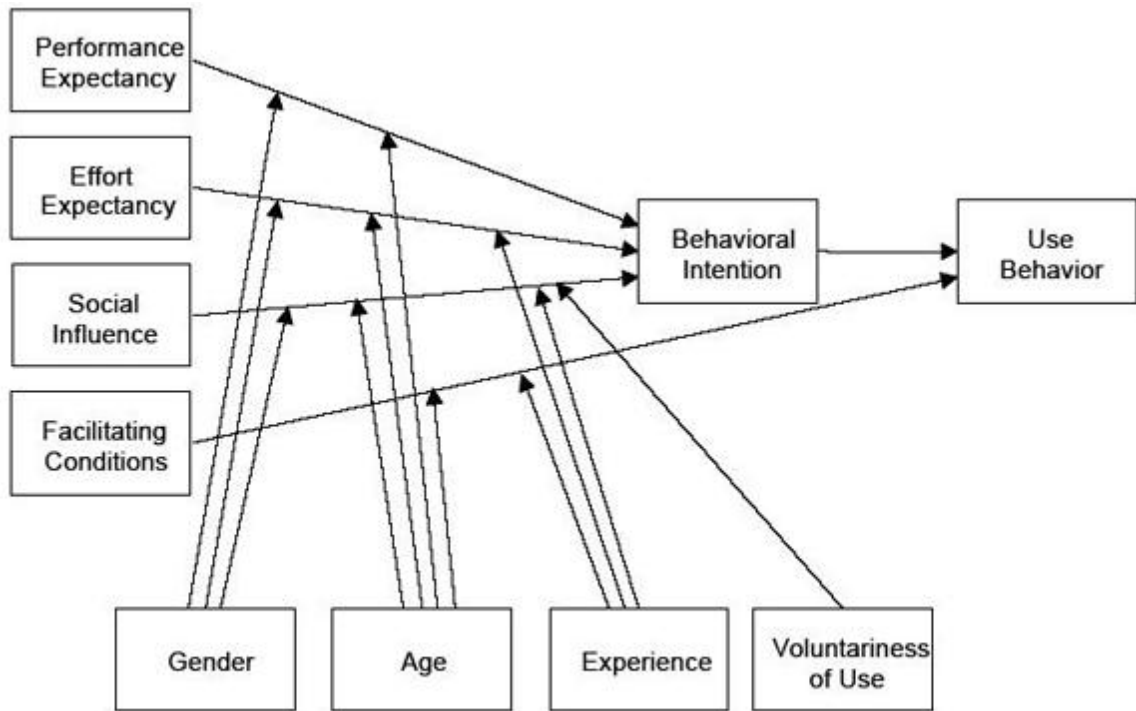 Performance
Expectancy
Effort
Expectancy
Social
Influence
Facilitating
Conditions
Behavioral
Intention
Use
Behavior
Gender
Age
Experience
Voluntariness
of Use